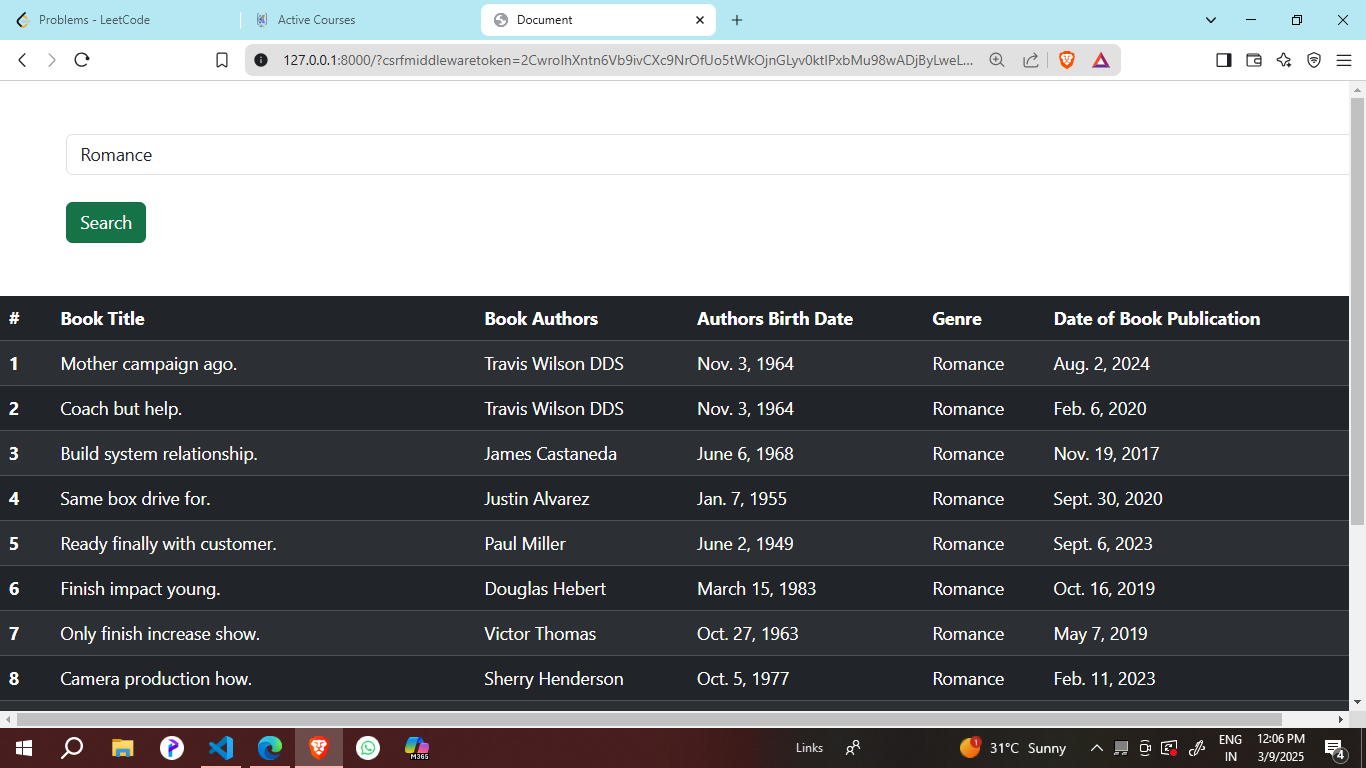 Problems - LeetCode
Active Courses
Document
127.0.0.1:8000/?csrfmiddlewaretoken=2CwroIhXntn6Vb9ivCXc9NrOfUo5tWkOjnGLyv0ktIPxbMu98wADjByLweL...
Romance
Search
# Book Title Book Authors Authors Birth Date Genre Date of Book Publication
1 Mother campaign ago. Travis Wilson DDS Nov. 3, 1964 Romance Aug. 2, 2024
2 Coach but help. Travis Wilson DDS Nov. 3, 1964 Romance Feb. 6, 2020
3 Build system relationship. James Castaneda June 6, 1968 Romance Nov. 19, 2017
4 Same box drive for. Justin Alvarez Jan. 7, 1955 Romance Sept. 30, 2020
5 Ready finally with customer. Paul Miller June 2, 1949 Romance Sept. 6, 2023
6 Finish impact young. Douglas Hebert March 15, 1983 Romance Oct. 16, 2019
7 Only finish increase show. Victor Thomas Oct. 27, 1963 Romance May 7, 2019
8 Camera production how. Sherry Henderson Oct. 5, 1977 Romance Feb. 11, 2023
M365
Links
1
31°C Sunny
ENG
IN
12:06 PM
3/9/2025
4